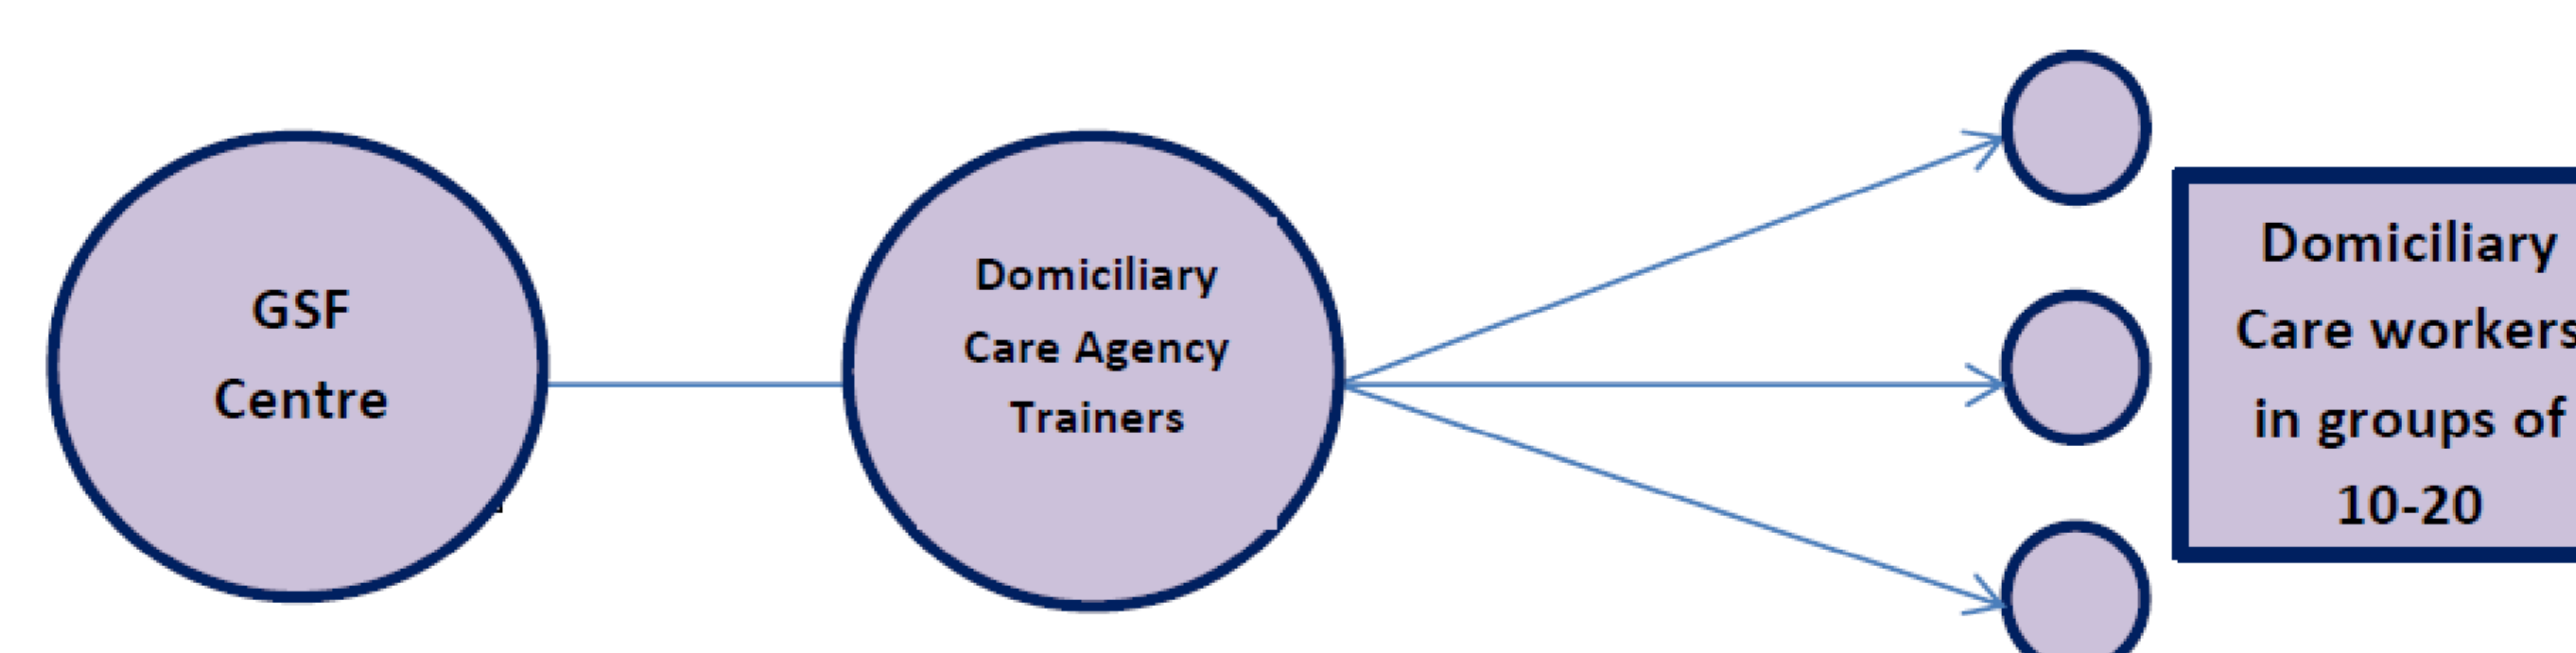 GSF
Centre
Domiciliary
Care Agency
Trainers
Domiciliary
Care workers
in groups of
10-20